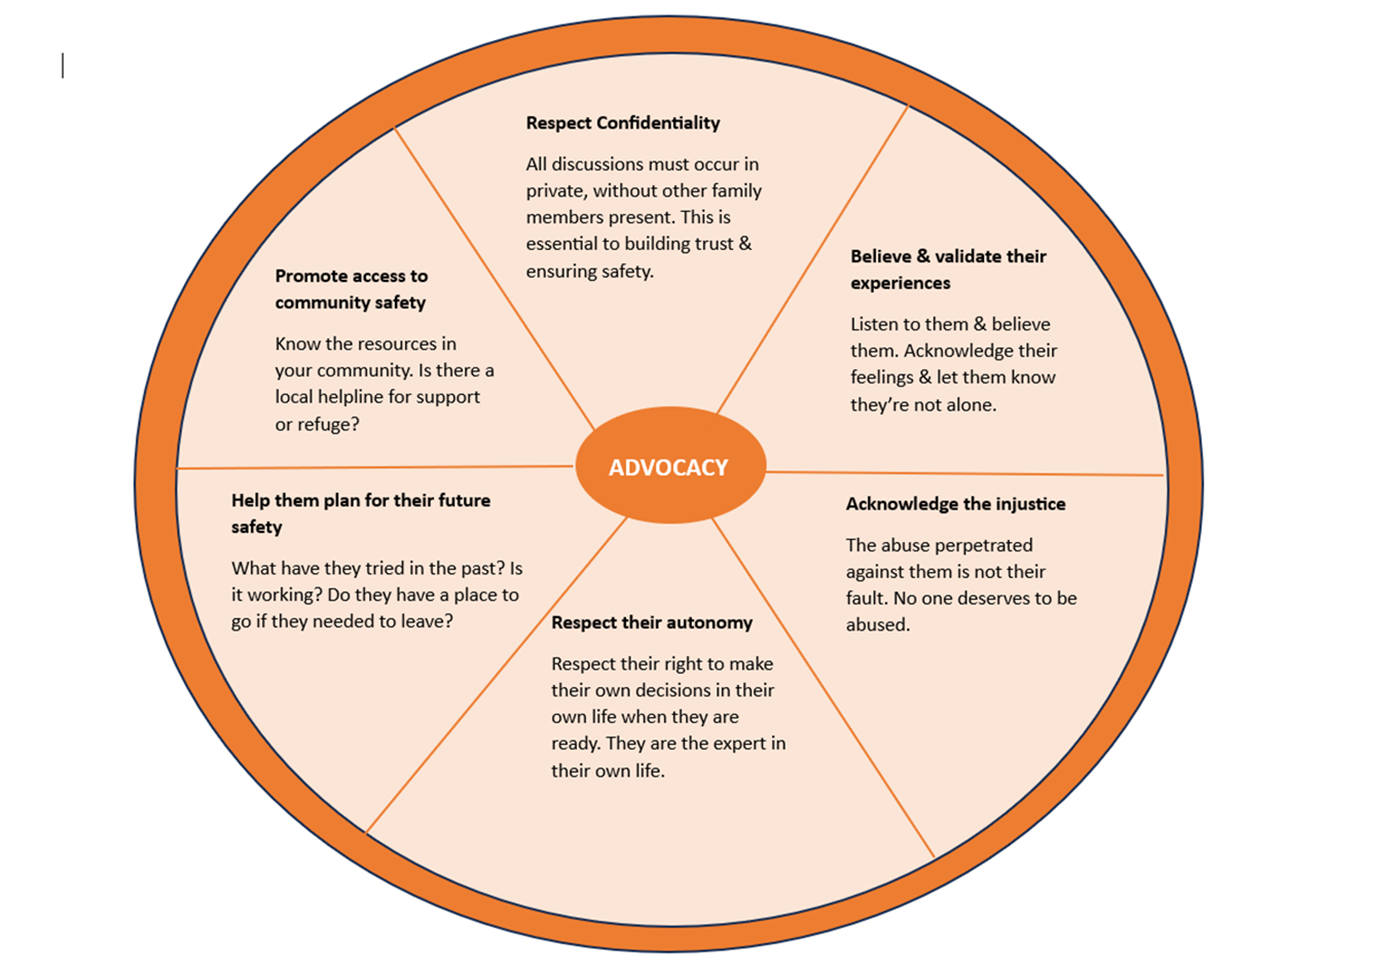 Respect Confidentiality
All discussions must occur in
private, without other family
members present. This is
essential to building trust &
ensuring safety.
Believe & validate their
experiences
Listen to them & believe
them. Acknowledge their
feelings & let them know
they’re not alone.
Acknowledge the injustice
The abuse perpetrated
against them is not their
fault. No one deserves to be
abused.
Respect their autonomy
Respect their right to make
their own decisions in their
own life when they are
ready. They are the expert in
their own life.
Help them plan for their future
safety
What have they tried in the past? Is
it working? Do they have a place to
go if they needed to leave?
Promote access to
community safety
Know the resources in
your community. Is there a
local helpline for support
or refuge?
ADVOCACY